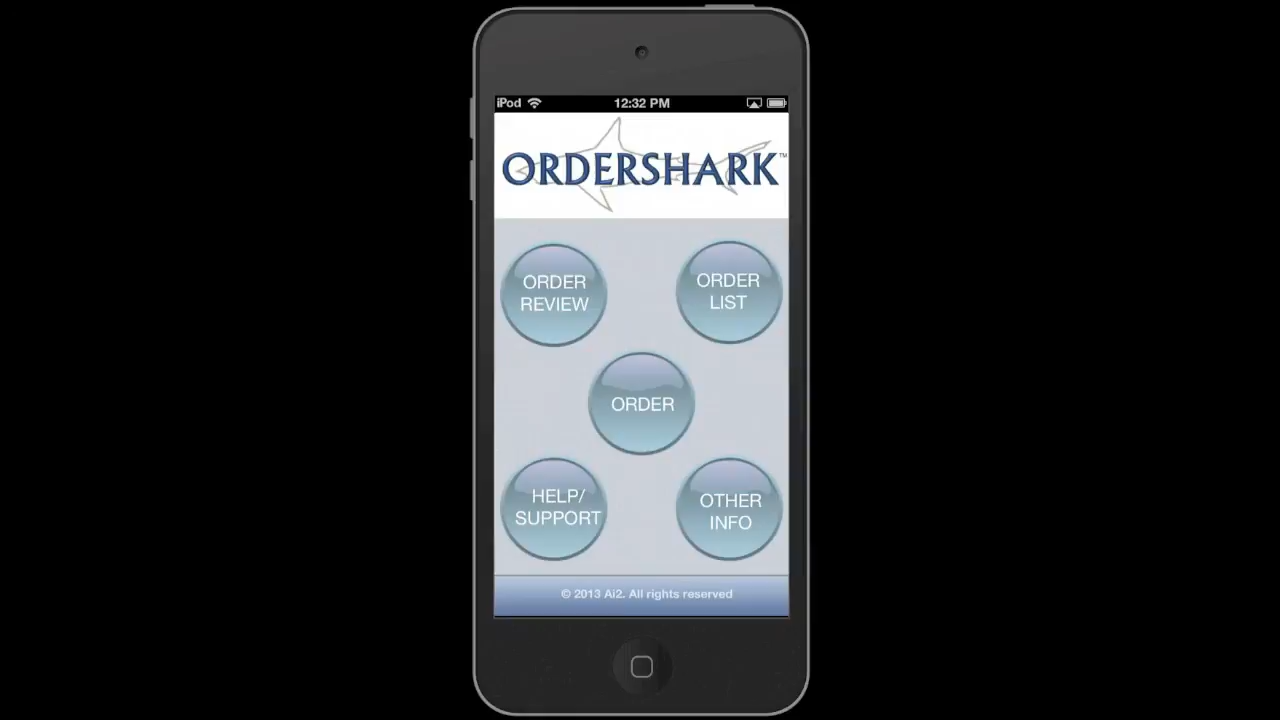 iPod
12:32 PM
ORDERSHARK™
ORDER
REVIEW
ORDER
LIST
ORDER
HELP/
SUPPORT
OTHER
INFO
© 2013 Ai2. All rights reserved